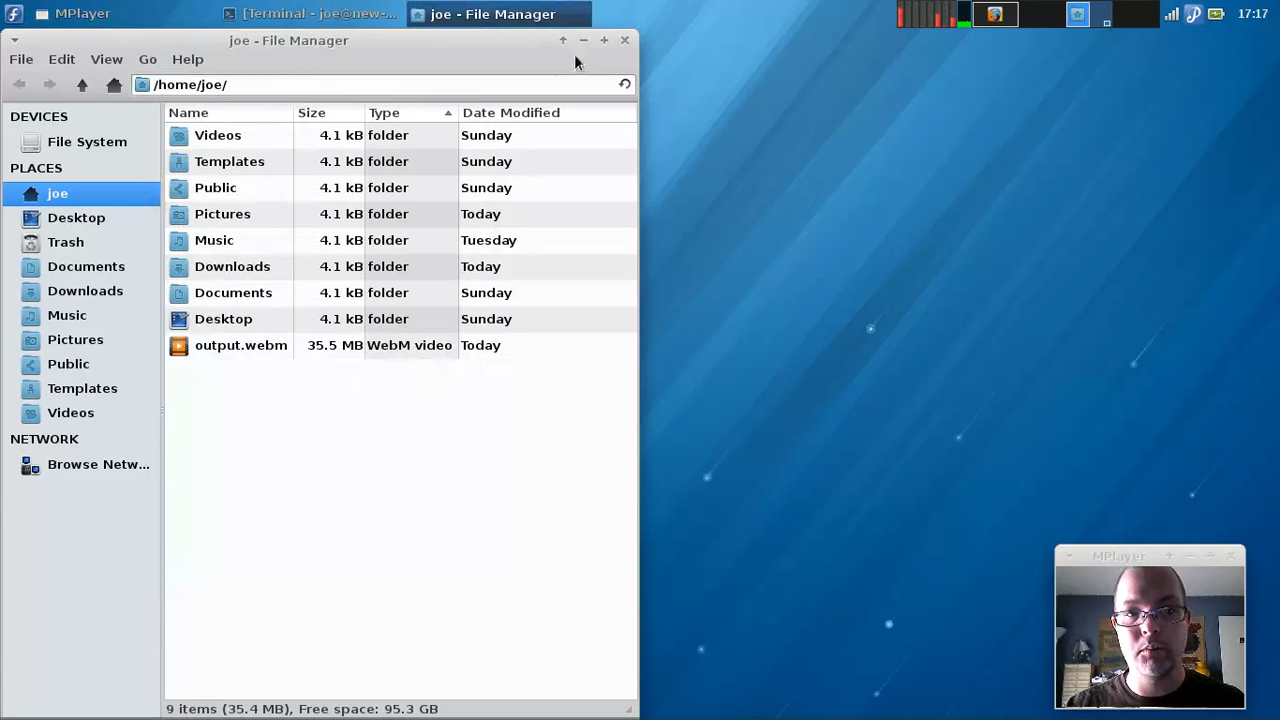 MPlayer
[Terminal - joe@new-...
joe - File Manager
17:17
joe - File Manager
File Edit View Go Help
/home/joe/
DEVICES
File System
PLACES
joe
Desktop
Trash
Documents
Downloads
Music
Pictures
Public
Templates
Videos
NETWORK
Browse Netw...
Name Size Type Date Modified
Videos 4.1 kB folder Sunday
Templates 4.1 kB folder Sunday
Public 4.1 kB folder Sunday
Pictures 4.1 kB folder Today
Music 4.1 kB folder Tuesday
Downloads 4.1 kB folder Today
Documents 4.1 kB folder Sunday
Desktop 4.1 kB folder Sunday
output.webm 35.5 MB WebM video Today
9 items (35.4 MB), Free space: 95.3 GB
MPlayer